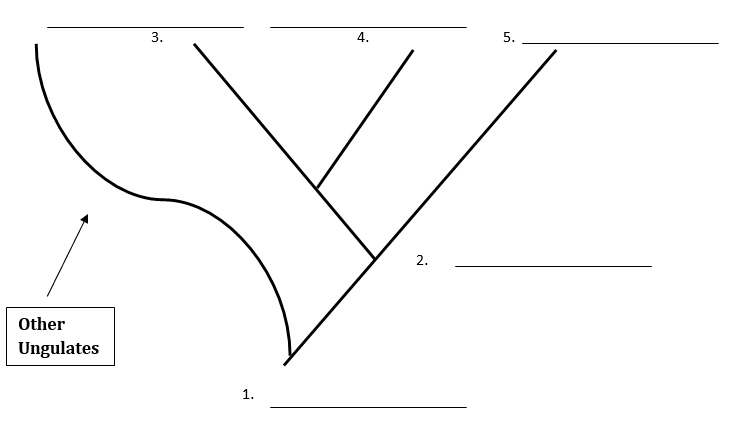 3.
4.
5.
2.
Other
Ungulates
1.